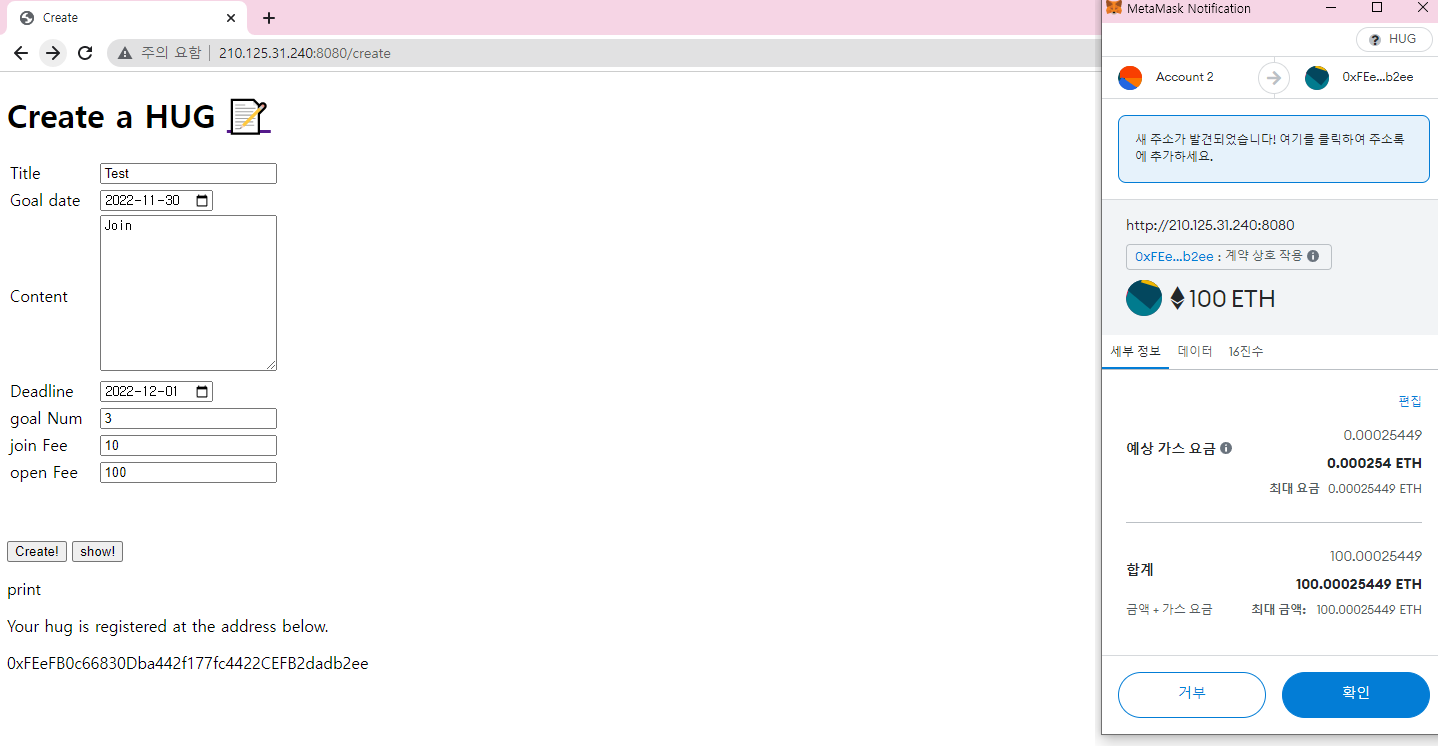 Create
주의 요함
210.125.31.240:8080/create
Create a HUG
Title
Test
Goal date
2022-11-30
Content
Join
Deadline
2022-12-01
goal Num
3
join Fee
10
open Fee
100
Create!
show!
print
Your hug is registered at the address below.
0xFEeFB0c66830Dba442f177fc4422CEFB2dadb2ee
MetaMask Notification
HUG
Account 2
0xFEe...b2ee
새 주소가 발견되었습니다! 여기를 클릭하여 주소록
에 추가하세요.
http://210.125.31.240:8080
0xFEe...b2ee : 계약 상호 작용
100 ETH
세부 정보
데이터
16진수
편집
예상 가스 요금
0.00025449
0.000254 ETH
최대 요금 0.00025449 ETH
합계
100.00025449
100.00025449 ETH
금액 + 가스 요금
최대 금액: 100.00025449 ETH
거부
확인